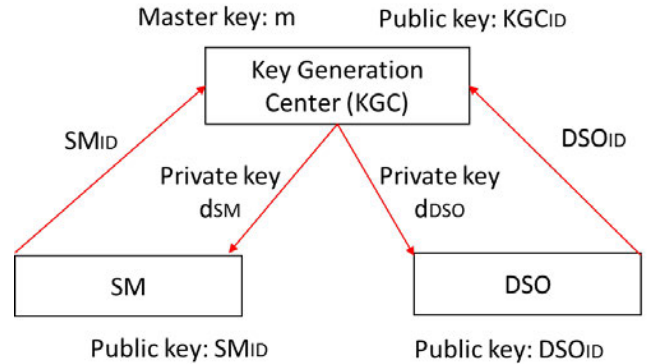 Master key: m
Public key: KGCID
Key Generation
Center (KGC)
SMID
DSOID
Private key
dSM
Private key
dDSO
SM
DSO
Public key: SMID
Public key: DSOID